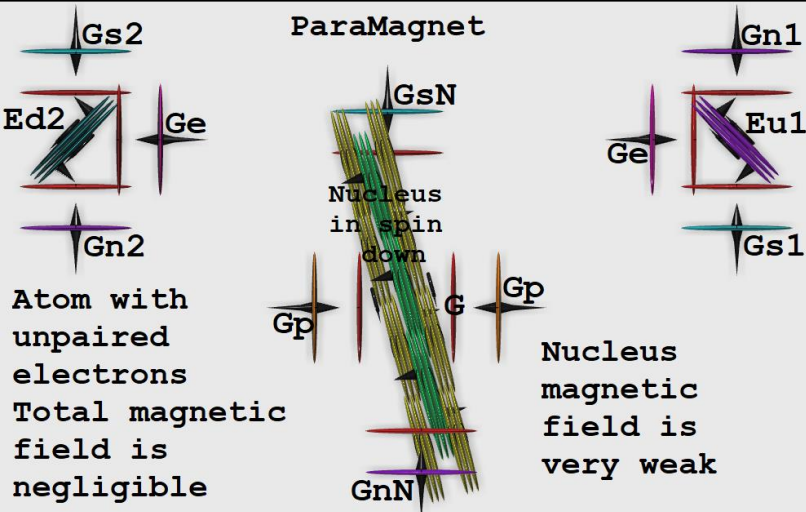 ParaMagnet
Gs2
Gn1
GsN
Ed2
Ge
Ge
Eu1
Nucleus
in spin
down
Gn2
Gs1
Gp
G
Gp
Atom with
unpaired
electrons
Total magnetic
field is
negligible
Nucleus
magnetic
field is
very weak
GnN